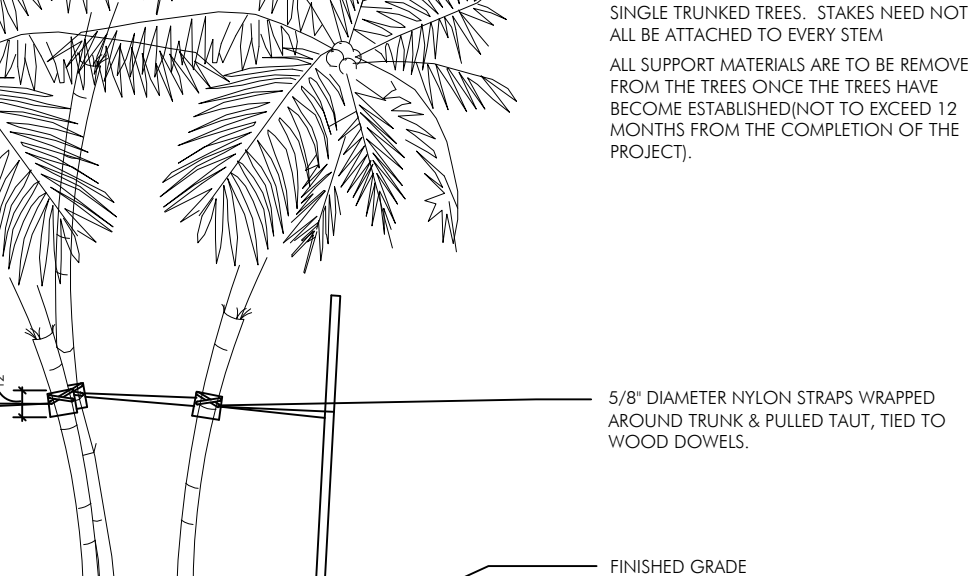 SINGLE TRUNKED TREES. STAKES NEED NOT
ALL BE ATTACHED TO EVERY STEM
ALL SUPPORT MATERIALS ARE TO BE REMOVE
FROM THE TREES ONCE THE TREES HAVE
BECOME ESTABLISHED(NOT TO EXCEED 12
MONTHS FROM THE COMPLETION OF THE
PROJECT).
12
5/8" DIAMETER NYLON STRAPS WRAPPED
AROUND TRUNK & PULLED TAUT, TIED TO
WOOD DOWELS.
FINISHED GRADE